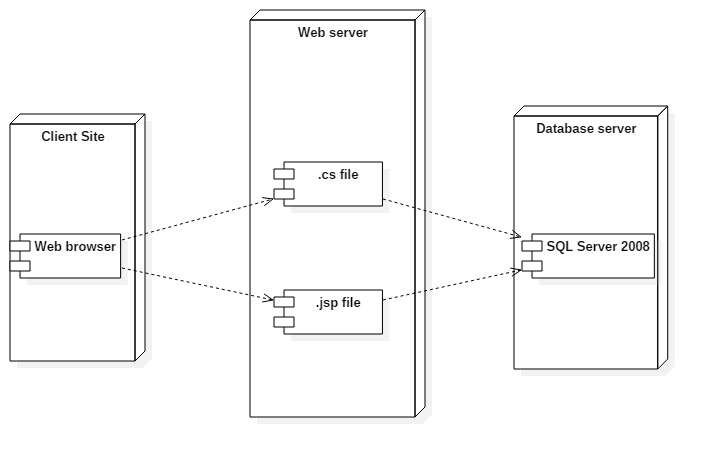 Web server
Client Site
Database server
.cs file
Web browser
SQL Server 2008
.jsp file